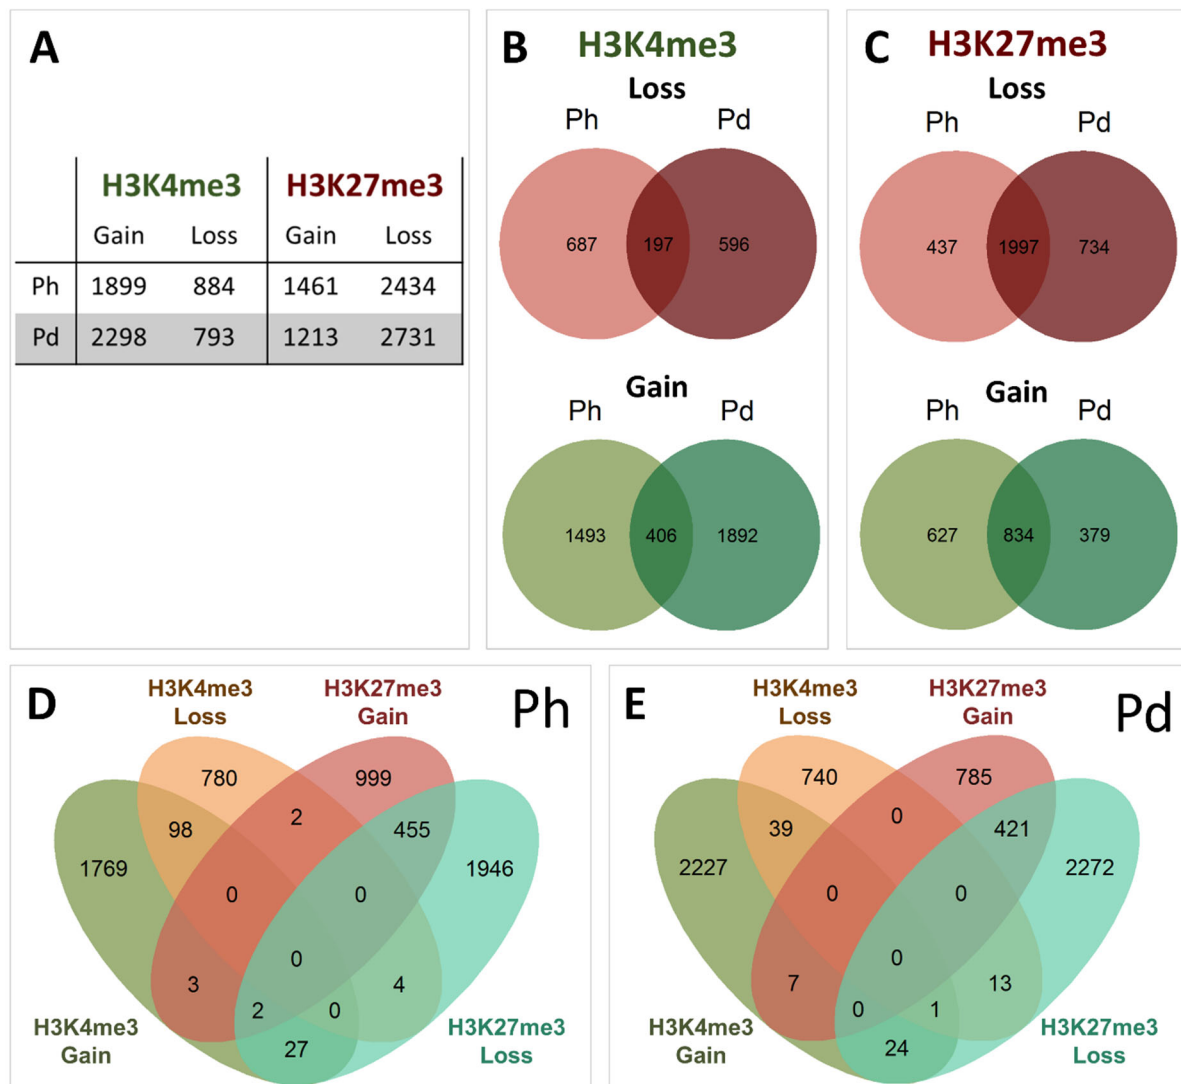 A
H3K4me3 H3K27me3
Gain Loss Gain Loss
Ph 1899 884 1461 2434
Pd 2298 793 1213 2731
B
H3K4me3
Loss
Ph Pd
687 197 596
Gain
Ph Pd
1493 406 1892
C
H3K27me3
Loss
Ph Pd
437 1997 734
Gain
Ph Pd
627 834 379
D
H3K4me3
Loss
H3K27me3
Gain
Ph
780 999
98 2 455
1769 1946
0 0
0
3 4
2 0
27
H3K4me3
Gain
H3K27me3
Loss
E
H3K4me3
Loss
H3K27me3
Gain
Pd
740 785
39 0 421
2227 2272
0 0
0
7 13
0 1
24
H3K4me3
Gain
H3K27me3
Loss